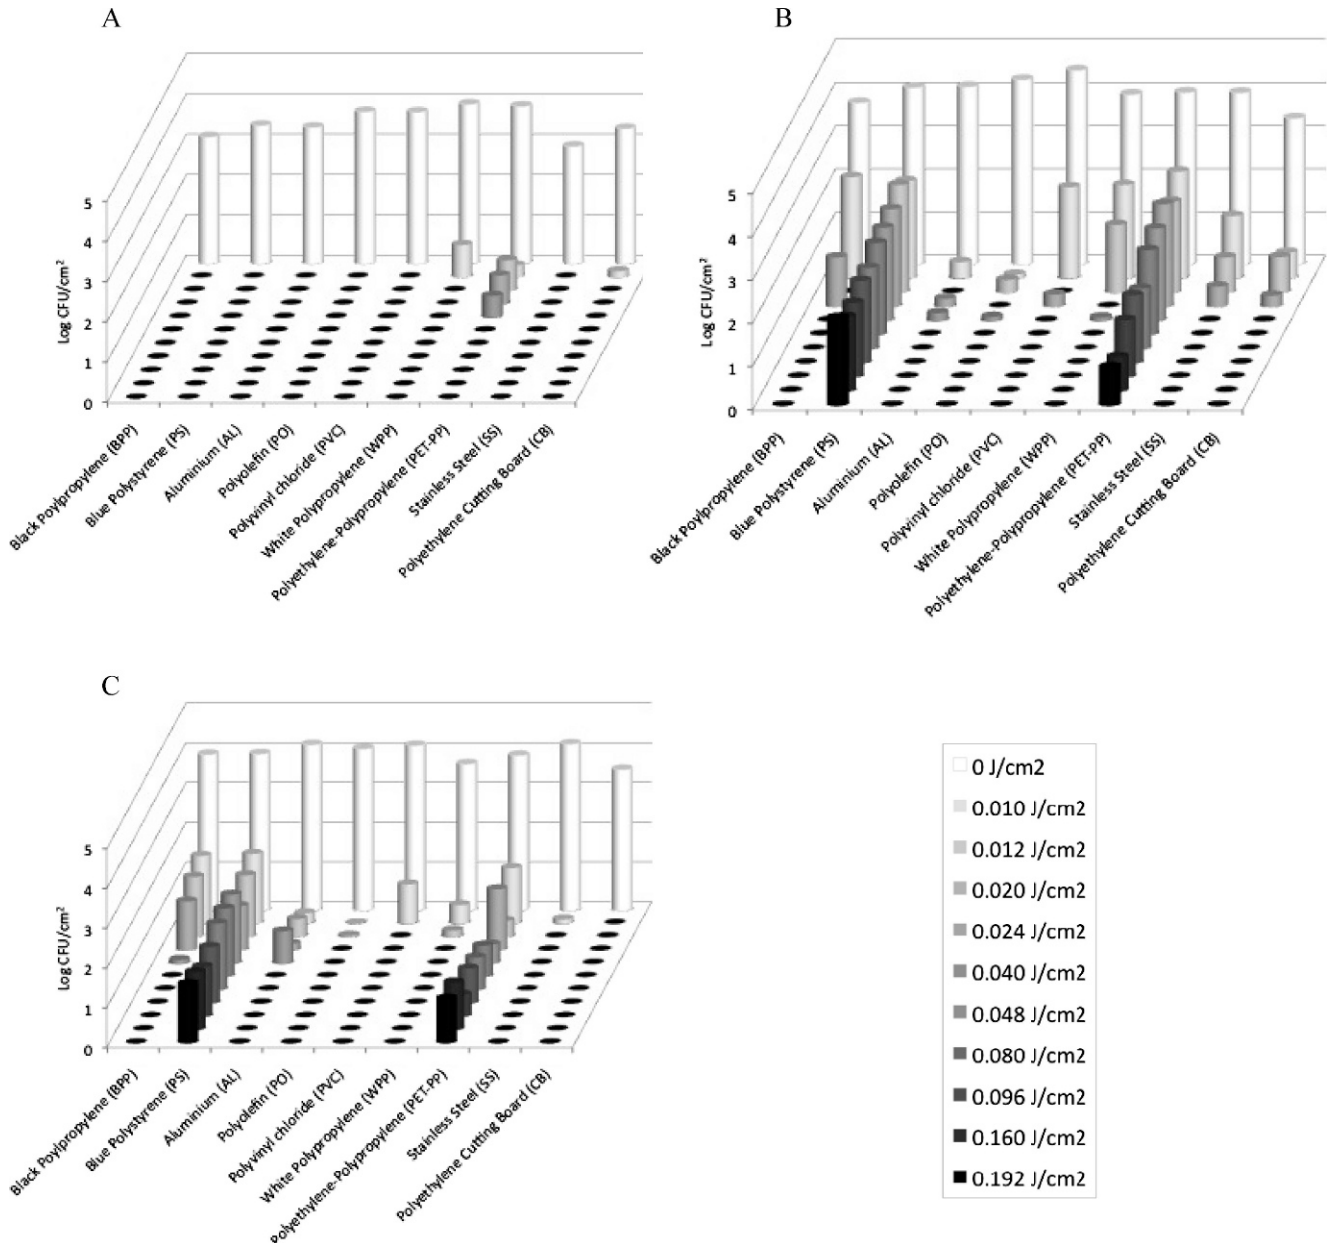 A
5
4
3
2
1
0
Log CFU/cm2
Black Poylpropylene (BPP)
Blue Polystyrene (PS)
Aluminium (AL)
Polyolefin (PO)
Polyvinyl chloride (PVC)
White Polypropylene (WPP)
Polyethylene-Polypropylene (PET-PP)
Stainless Steel (SS)
Polyethylene Cutting Board (CB)
B
5
4
3
2
1
0
Log CFU/cm2
Black Poylpropylene (BPP)
Blue Polystyrene (PS)
Aluminium (AL)
Polyolefin (PO)
Polyvinyl chloride (PVC)
White Polypropylene (WPP)
Polyethylene-Polypropylene (PET-PP)
Stainless Steel (SS)
Polyethylene Cutting Board (CB)
C
5
4
3
2
1
0
Log CFU/cm2
Black Poylpropylene (BPP)
Blue Polystyrene (PS)
Aluminium (AL)
Polyolefin (PO)
Polyvinyl chloride (PVC)
White Polypropylene (WPP)
Polyethylene-Polypropylene (PET-PP)
Stainless Steel (SS)
Polyethylene Cutting Board (CB)
0 J/cm2
0.010 J/cm2
0.012 J/cm2
0.020 J/cm2
0.024 J/cm2
0.040 J/cm2
0.048 J/cm2
0.080 J/cm2
0.096 J/cm2
0.160 J/cm2
0.192 J/cm2